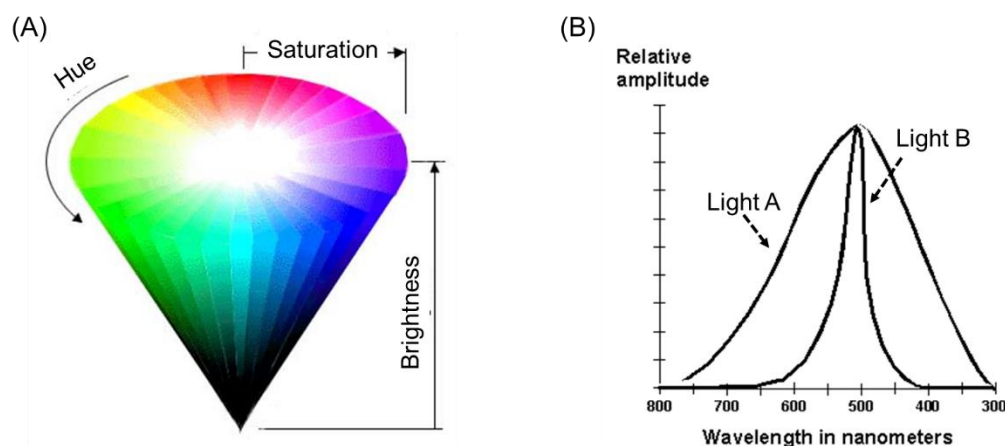 (A)
Saturation
Hue
Brightness
(B)
Relative
amplitude
Light B
Light A
800 700 600 500 400 300
Wavelength in nanometers